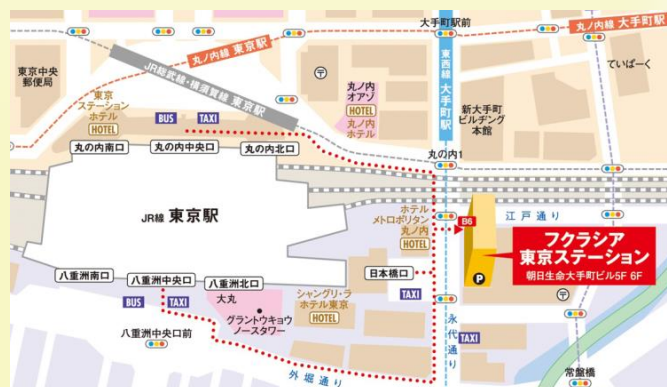 大手町駅前
丸ノ内線 大手町駅
丸ノ内線 東京駅
JR総武線・横須賀線 東京駅
東京中央
郵便局
東京
ステーション
ホテル
HOTEL
BUS
TAXI
〒
丸ノ内
オアゾ
HOTEL
丸ノ内
ホテル
東西線 大手町駅
新大手町
ビルヂング
本館
ていぱーく
丸の内1
丸の内南口
丸の内中央口
丸の内北口
JR線 東京駅
ホテル
メトロポリタン
丸ノ内
HOTEL
B6
江戸通り
フクラシア
東京ステーション
朝日生命大手町ビル5F 6F
P
日本橋口
八重洲南口
八重洲中央口
八重洲北口
BUS
TAXI
大丸
グラントウキョウ
ノースタワー
シャングリ・ラ
ホテル東京
HOTEL
TAXI
〒
TAXI
永代通り
八重洲中央口前
外堀通り
常盤橋